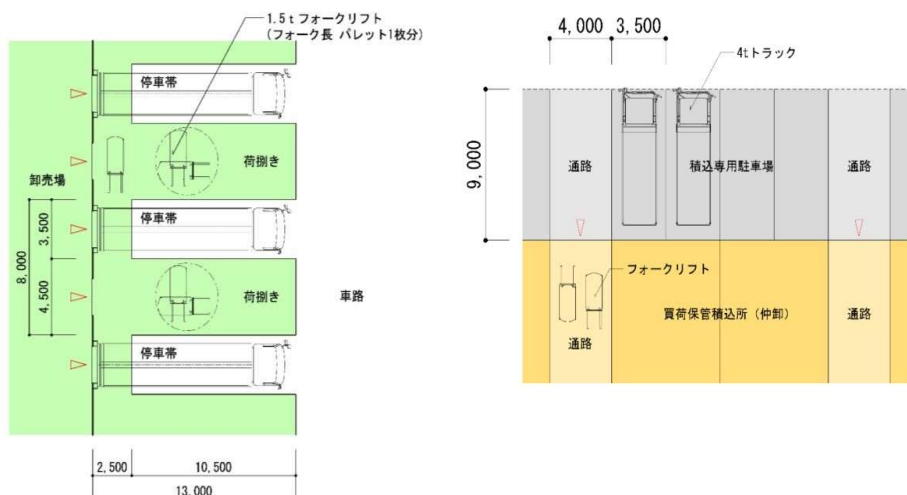 1.5tフォークリフト
(フォーク長 パレット1枚分)
停車帯
荷捌き
卸売場
停車帯
3,500
8,000
4,500
荷捌き
車路
停車帯
2,500
10,500
13,000
4,000
3,500
4tトラック
9,000
通路
積込専用駐車場
通路
フォークリフト
買荷保管積込所（仲卸）
通路
通路